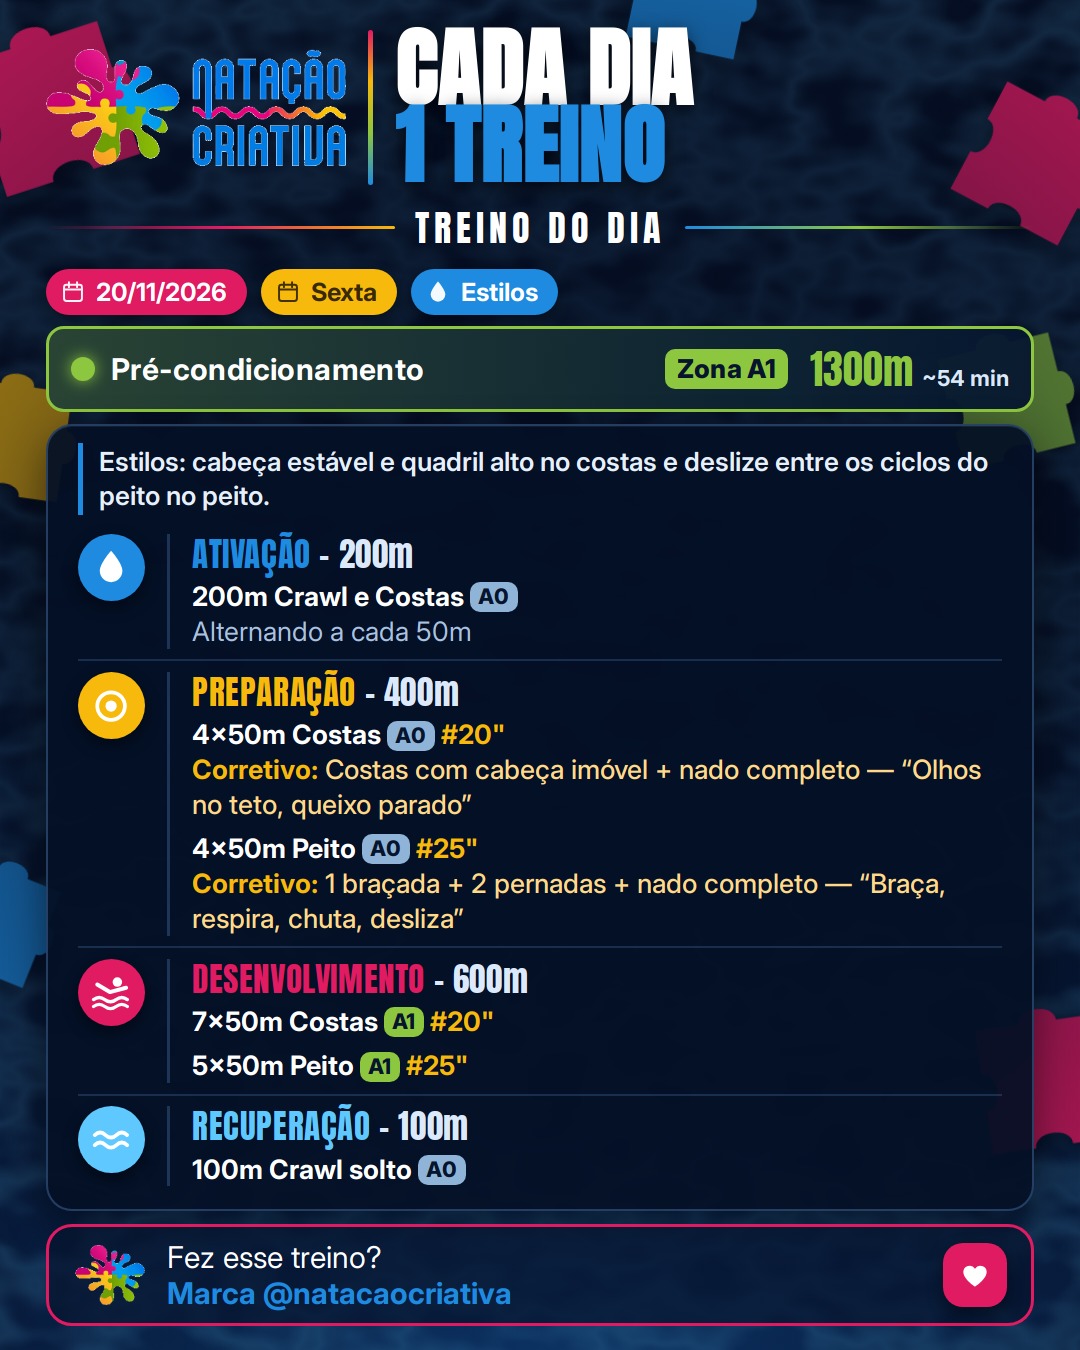 NATAÇÃO
CRIATIVA
CADA DIA
1 TREINO
TREINO DO DIA
20/11/2026 Sexta Estilos
Pré-condicionamento Zona A1 1300m ~54 min
Estilos: cabeça estável e quadril alto no costas e deslize entre os ciclos do
peito no peito.
ATIVAÇÃO - 200m
200m Crawl e Costas A0
Alternando a cada 50m
PREPARAÇÃO - 400m
4×50m Costas A0 #20"
Corretivo: Costas com cabeça imóvel + nado completo — “Olhos
no teto, queixo parado”
4×50m Peito A0 #25"
Corretivo: 1 braçada + 2 pernadas + nado completo — “Braça,
respira, chuta, desliza”
DESENVOLVIMENTO - 600m
7×50m Costas A1 #20"
5×50m Peito A1 #25"
RECUPERAÇÃO - 100m
100m Crawl solto A0
Fez esse treino?
Marca @natacaocriativa